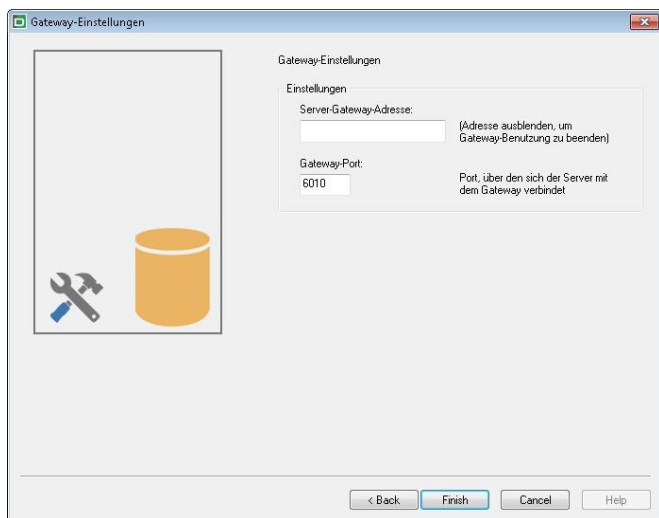 Gateway-Einstellungen
Gateway-Einstellungen
Einstellungen
Server-Gateway-Adresse:
(Adresse ausblenden, um
Gateway-Benutzung zu beenden)
Gateway-Port:
6010
Port, über den sich der Server mit
dem Gateway verbindet
< Back
Finish
Cancel
Help